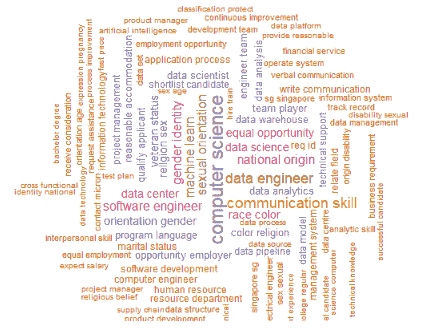 classification protect
product manager
continuous improvement
data platform
artificial intelligence
development team
provide reasonable
employment opportunity
financial service
application process
operate system
data set
data scientist
verbal communication
shortlist candidate
sex age
write communication
sg singapore
information system
team player
track record
disability sexual
data warehouse
data management
equal opportunity
data science
req id
national origin
data engineer
test plan
data center
data analytics
cross functional
identity national
software engineer
communication skill
race color
orientation gender
data process
analytic skill
program language
color religion
interpersonal skill
marital status
data source
equal employment
opportunity employer
data pipeline
expect salary
software development
computer engineer
project manager
human resource
religious belief
resource department
supply chain
data structure
product development
bachelor degree
receive consideration
data technology
orientation age
request assistance
expression pregnancy
process improvement
contact micron
information technology
fast pace
project management
reasonable accommodation
qualify applicant
veteran status
religion sex
gender identity
machine learn
sexual orientation
computer science
hire train
engineer team
data analysis
technical support
relate field
origin disability
business requirement
successful candidate
data model
management system
data centre
science computer
technical knowledge
singapore sg
sex sexual